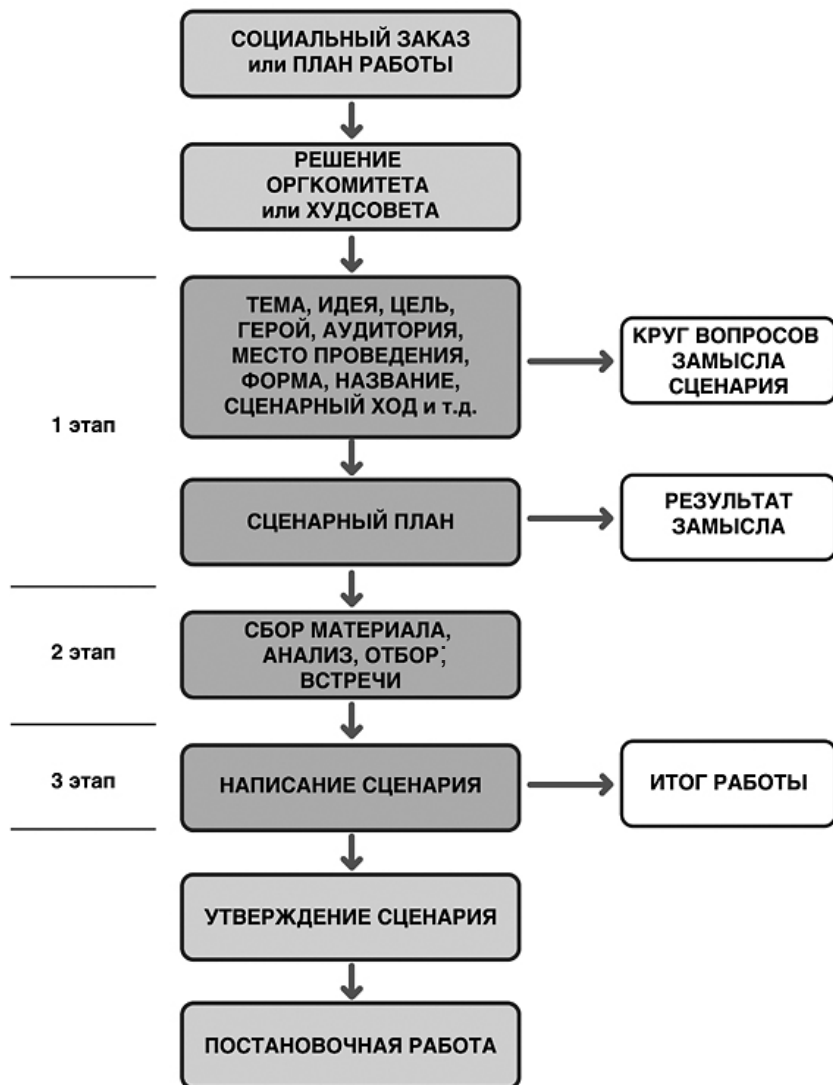 СОЦИАЛЬНЫЙ ЗАКАЗ
или ПЛАН РАБОТЫ
РЕШЕНИЕ
ОРГКОМИТЕТА
или ХУДСОВЕТА
1 этап
ТЕМА, ИДЕЯ, ЦЕЛЬ,
ГЕРОЙ, АУДИТОРИЯ,
МЕСТО ПРОВЕДЕНИЯ,
ФОРМА, НАЗВАНИЕ,
СЦЕНАРНЫЙ ХОД и т.д.
КРУГ ВОПРОСОВ
ЗАМЫСЛА
СЦЕНАРИЯ
СЦЕНАРНЫЙ ПЛАН
РЕЗУЛЬТАТ
ЗАМЫСЛА
2 этап
СБОР МАТЕРИАЛА,
АНАЛИЗ, ОТБОР;
ВСТРЕЧИ
3 этап
НАПИСАНИЕ СЦЕНАРИЯ
ИТОГ РАБОТЫ
УТВЕРЖДЕНИЕ СЦЕНАРИЯ
ПОСТАНОВОЧНАЯ РАБОТА